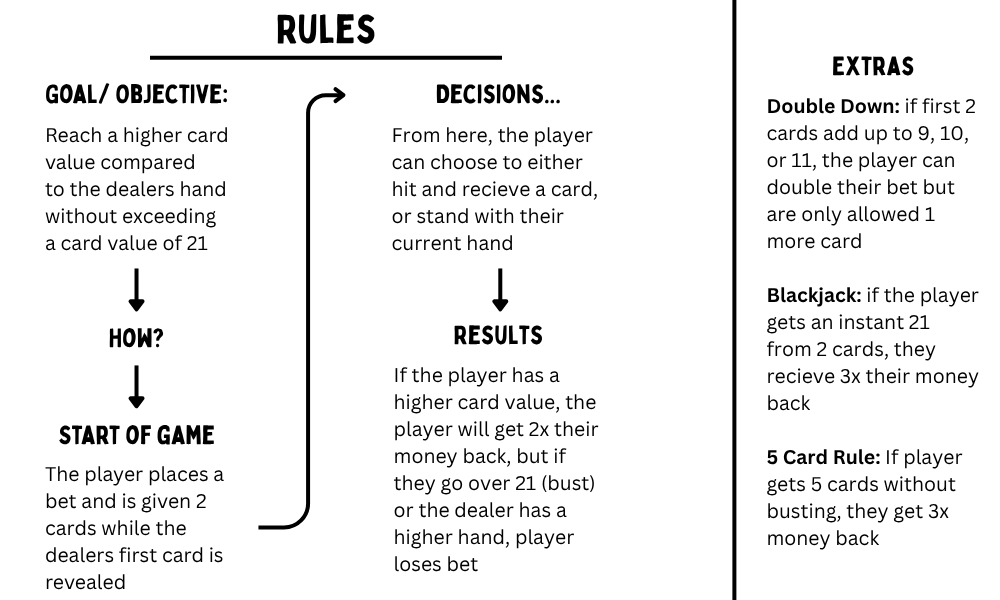 RULES
GOAL/ OBJECTIVE:
Reach a higher card
value compared
to the dealers hand
without exceeding
a card value of 21
HOW?
START OF GAME
The player places a
bet and is given 2
cards while the
dealers first card is
revealed
DECISIONS...
From here, the player
can choose to either
hit and recieve a card,
or stand with their
current hand
RESULTS
If the player has a
higher card value, the
player will get 2x their
money back, but if
they go over 21 (bust)
or the dealer has a
higher hand, player
loses bet
EXTRAS
Double Down: if first 2
cards add up to 9, 10,
or 11, the player can
double their bet but
are only allowed 1
more card
Blackjack: if the player
gets an instant 21
from 2 cards, they
recieve 3x their money
back
5 Card Rule: If player
gets 5 cards without
busting, they get 3x
money back